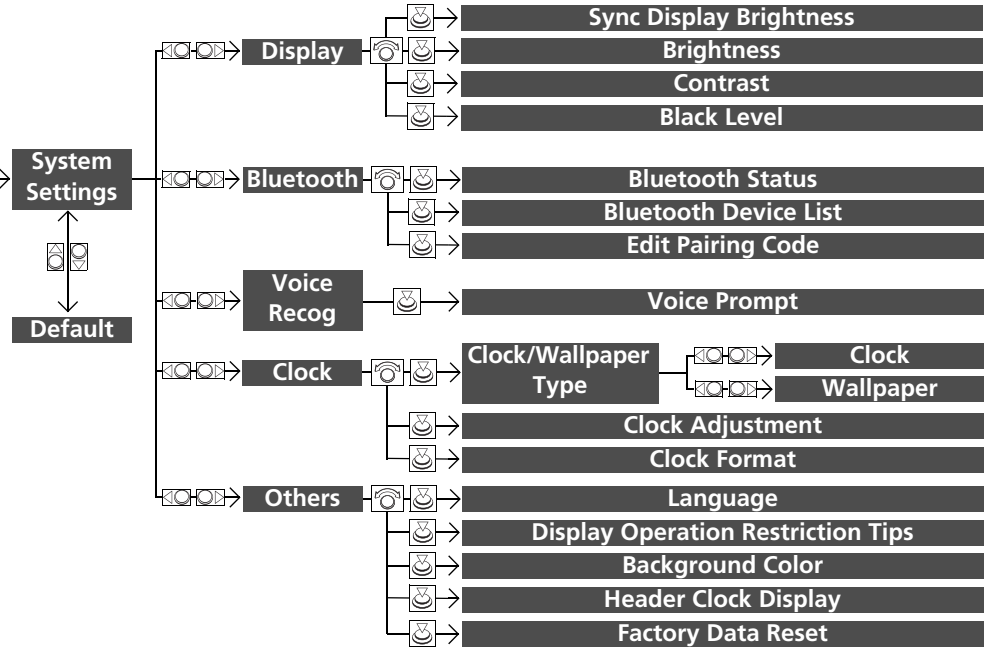 Sync Display Brightness
Display
Brightness
Contrast
Black Level
System
Settings
Bluetooth
Bluetooth Status
Bluetooth Device List
Edit Pairing Code
Default
Voice
Recog
Voice Prompt
Clock
Clock/Wallpaper
Type
Clock
Wallpaper
Clock Adjustment
Clock Format
Others
Language
Display Operation Restriction Tips
Background Color
Header Clock Display
Factory Data Reset